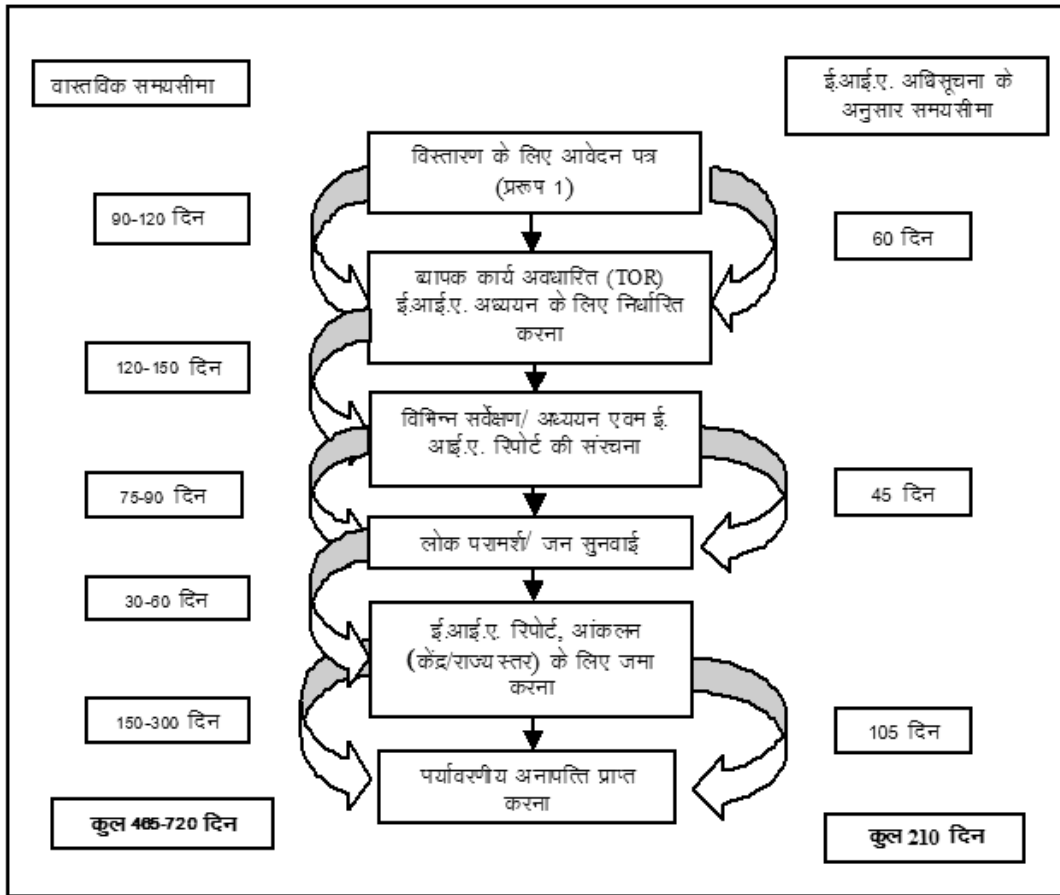 वास्तविक समयसीमा
ई.आई.ए. अधिसूचना के
अनुसार समयसीमा
विस्तारण के लिए आवेदन पत्र
(प्ररूप 1)
90-120 दिन
60 दिन
ब्यापक कार्य अवधारित (TOR)
ई.आई.ए. अध्ययन के लिए निर्धारित
करना
120-150 दिन
विभिन्न सर्वेक्षण/ अध्ययन एवम ई.
आई.ए. रिपोर्ट की संरचना
75-90 दिन
45 दिन
लोक परामर्श/ जन सुनवाई
30-60 दिन
ई.आई.ए. रिपोर्ट, आंकलन
(केंद्र/राज्य स्तर) के लिए जमा
करना
150-300 दिन
105 दिन
पर्यावरणीय अनापत्ति प्राप्त
करना
कुल 465-720 दिन
कुल 210 दिन